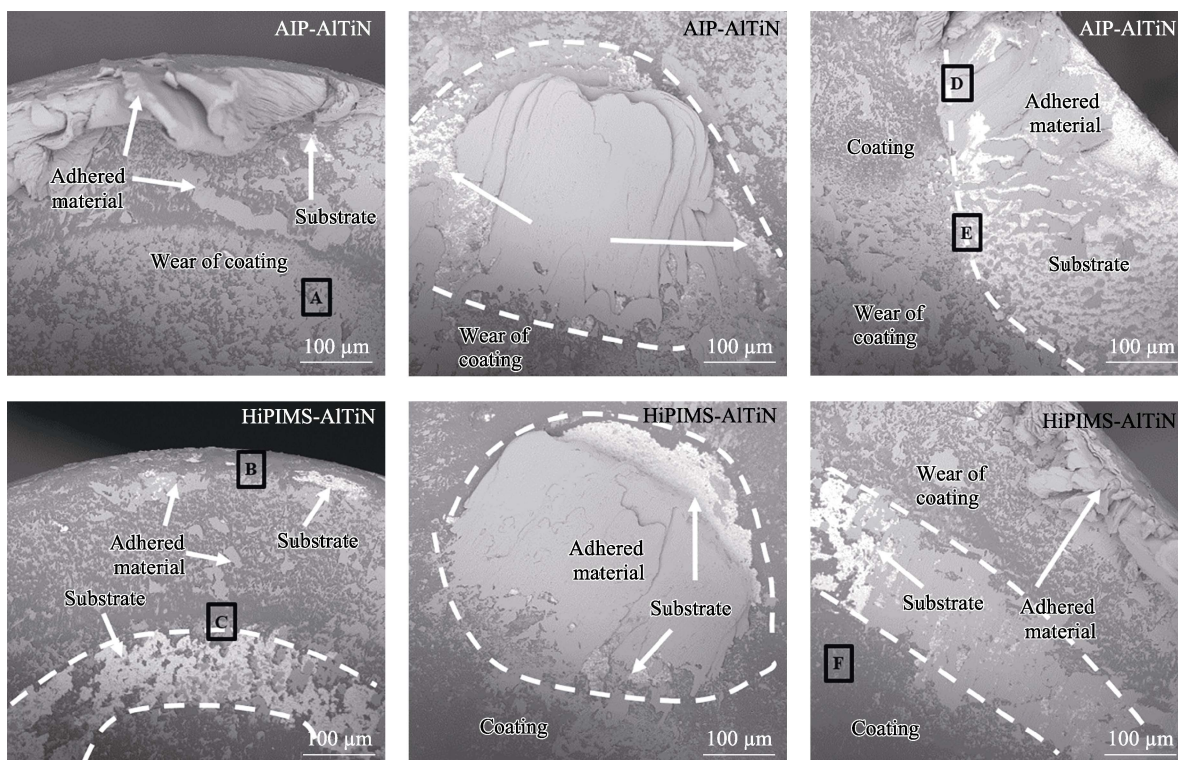 AIP-AlTiN
Adhered
material
Substrate
Wear of coating
A
100 µm
AIP-AlTiN
Wear of
coating
100 µm
AIP-AlTiN
D
Adhered
material
Coating
E
Substrate
Wear of
coating
100 µm
HiPIMS-AlTiN
B
Adhered
material
Substrate
Substrate
C
100 µm
HiPIMS-AlTiN
Adhered
material
Substrate
Coating
100 µm
HiPIMS-AlTiN
Wear of
coating
Substrate
Adhered
material
F
Coating
100 µm